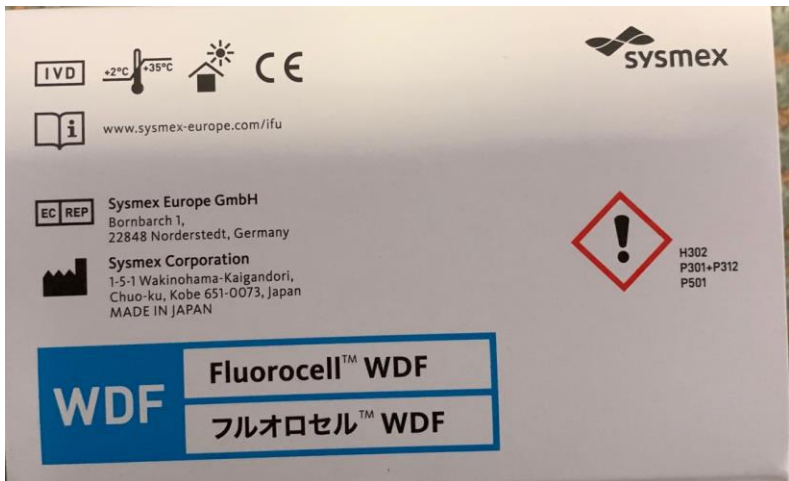 sysmex
IVD
+2°C +35°C
CE
i
www.sysmex-europe.com/ifu
EC REP
Sysmex Europe GmbH
Bornbarch 1,
22848 Norderstedt, Germany
Sysmex Corporation
1-5-1 Wakinohama-Kaigandori,
Chuo-ku, Kobe 651-0073, Japan
MADE IN JAPAN
!
H302
P301+P312
P501
WDF
Fluorocell™ WDF
フルオロセル™ WDF